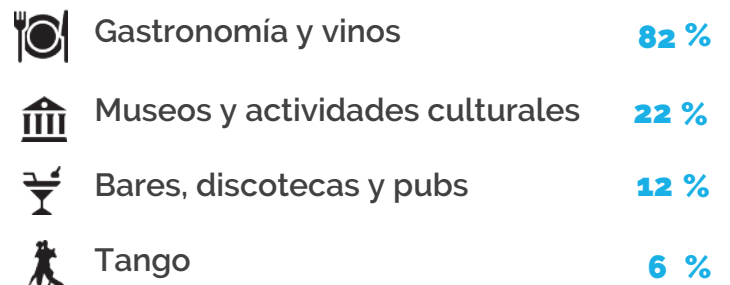 Gastronomía y vinos 82 %
Museos y actividades culturales 22 %
Bares, discotecas y pubs 12 %
Tango 6 %